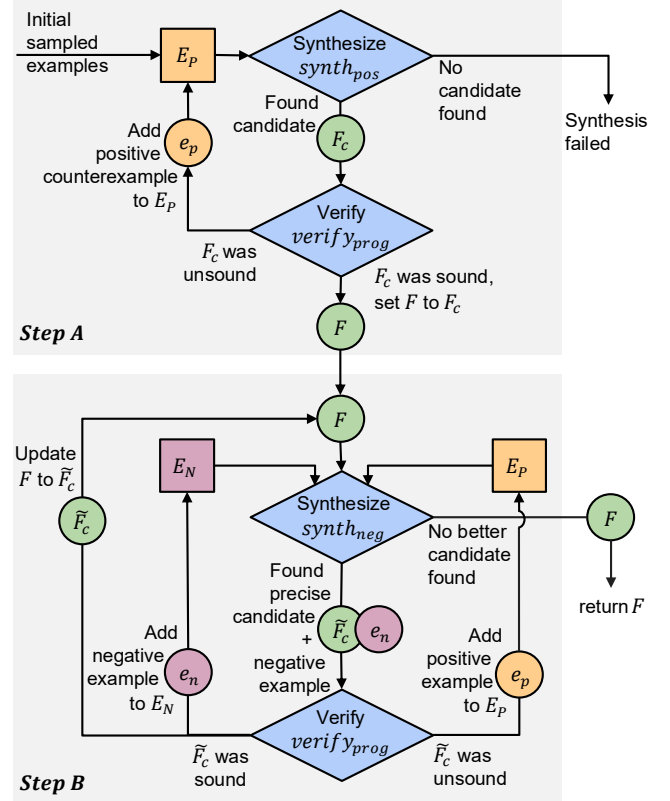 Initial
sampled
examples
E_P
Synthesize
synth_pos
No
candidate
found
Synthesis
failed
Found
candidate
F_c
Add
positive
counterexample
to E_P
e_p
Verify
verify_prog
F_c was
unsound
F_c was sound,
set F to F_c
F
Step A
F
Update
F to F̃_c
F̃_c
E_N
E_P
Synthesize
synth_neg
No better
candidate
found
F
return F
Found
precise
candidate
+
negative
example
F̃_c
e_n
Add
negative
example
to E_N
e_n
Add
positive
example
to E_P
e_p
Verify
verify_prog
F̃_c was
sound
F̃_c was
unsound
Step B